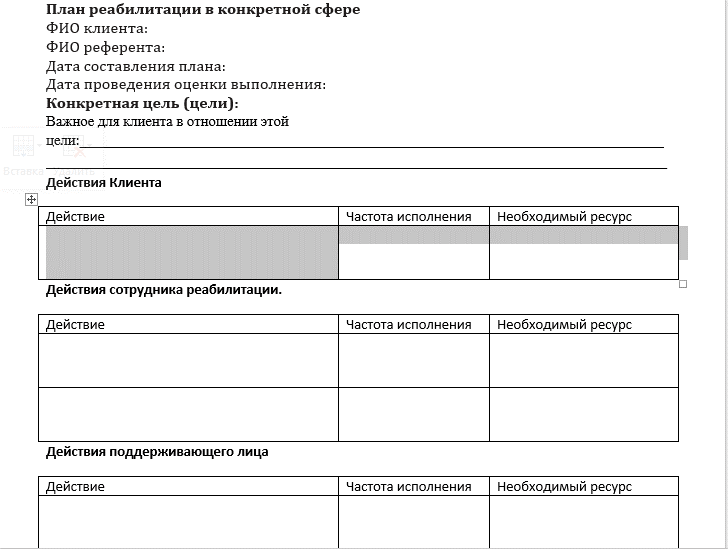 План реабилитации в конкретной сфере
ФИО клиента:
ФИО референта:
Дата составления плана:
Дата проведения оценки выполнения:
Конкретная цель (цели):
Важное для клиента в отношении этой
цели:
Вставка Удалить
Действия Клиента
Действие Частота исполнения Необходимый ресурс
Действия сотрудника реабилитации.
Действие Частота исполнения Необходимый ресурс
Действия поддерживающего лица
Действие Частота исполнения Необходимый ресурс